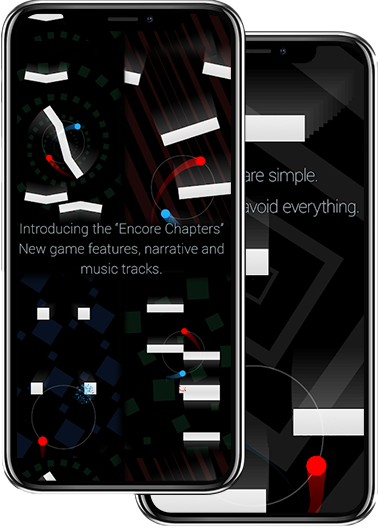 Introducing the "Encore Chapters"
New game features, narrative and
music tracks.
are simple.
avoid everything.